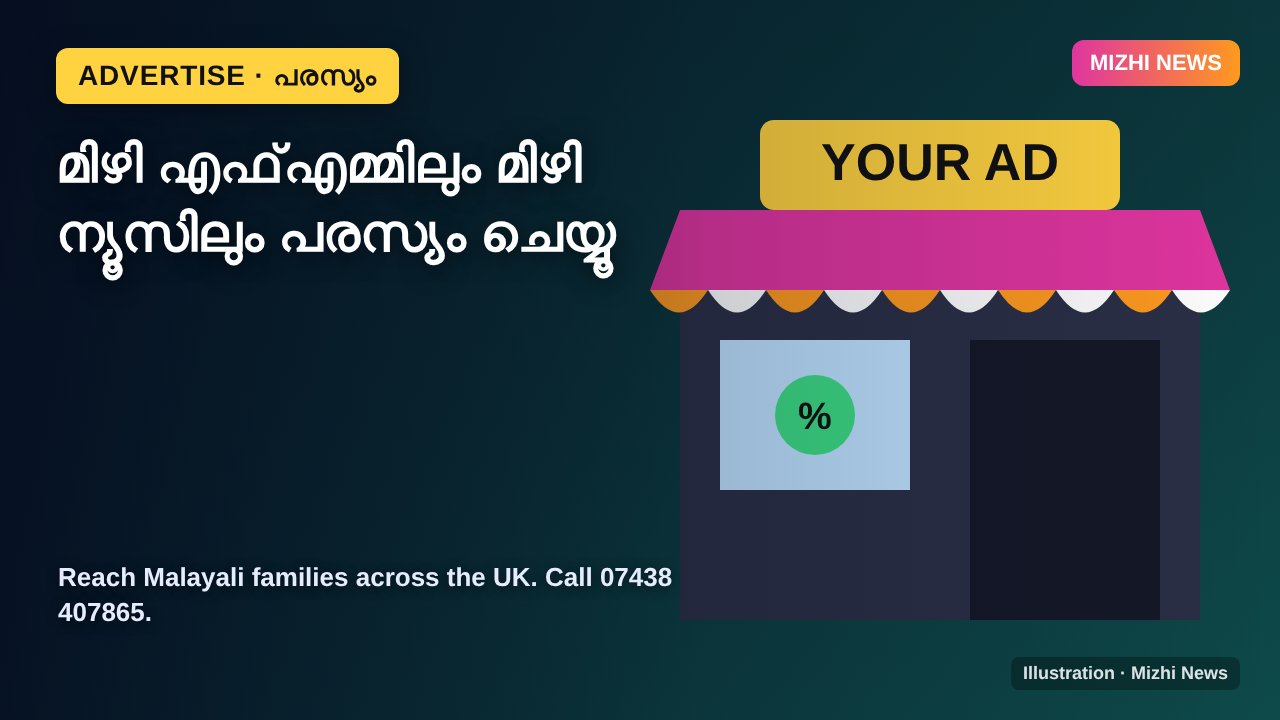 ADVERTISE · പരസ്യം
MIZHI NEWS
മിഴി എഫ്എമ്മിലും മിഴി
ന്യൂസിലും പരസ്യം ചെയ്യൂ
YOUR AD
%
Reach Malayali families across the UK. Call 07438
407865.
Illustration · Mizhi News